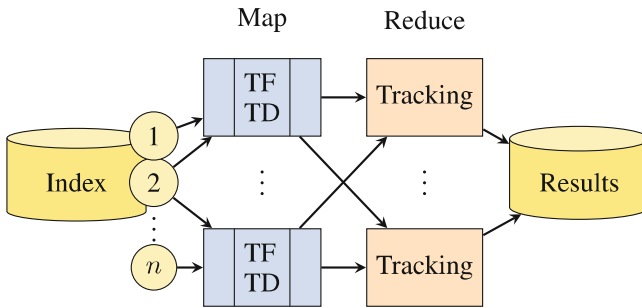 Map
Reduce
TF
TD
Tracking
1
Index
2
⋮
⋮
⋮
Results
n
TF
TD
Tracking